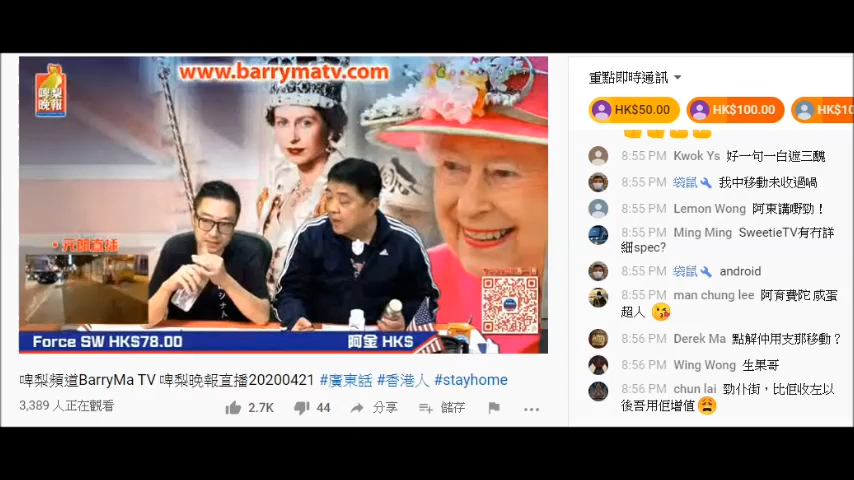 www.barrymatv.com
啤梨
晚報
元朗直播
Force SW HK$78.00
阿金 HK$
啤梨頻道BarryMa TV 啤梨晚報直播20200421 #廣東話 #香港人 #stayhome
3,389 人正在觀看
2.7K
44
分享
儲存
重點即時通訊
HK$50.00
HK$100.00
HK$10
8:55 PM Kwok Ys 好一句一白遮三醜
8:55 PM 袋鼠 我中移動未收過喎
8:55 PM Lemon Wong 阿東講嘢勁！
8:55 PM Ming Ming SweetieTV有冇詳
細spec?
8:55 PM 袋鼠 android
8:55 PM man chung lee 阿育費陀 咸蛋
超人 😘
8:56 PM Derek Ma 點解仲用支那移動？
8:56 PM Wing Wong 生果哥
8:56 PM chun lai 勁仆街，比佢收左以
後吾用佢增值 😩